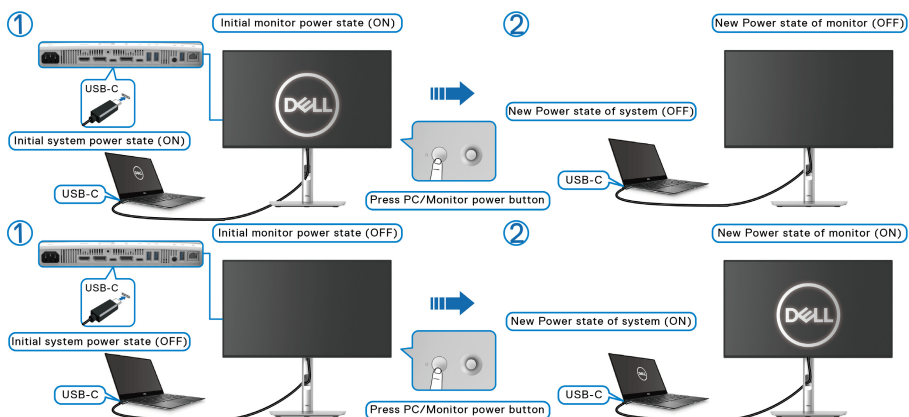 1
Initial monitor power state (ON)
2
New Power state of monitor (OFF)
USB-C
DELL
New Power state of system (OFF)
Initial system power state (ON)
DELL
USB-C
USB-C
Press PC/Monitor power button
1
Initial monitor power state (OFF)
2
New Power state of monitor (ON)
USB-C
DELL
New Power state of system (ON)
Initial system power state (OFF)
DELL
USB-C
USB-C
Press PC/Monitor power button